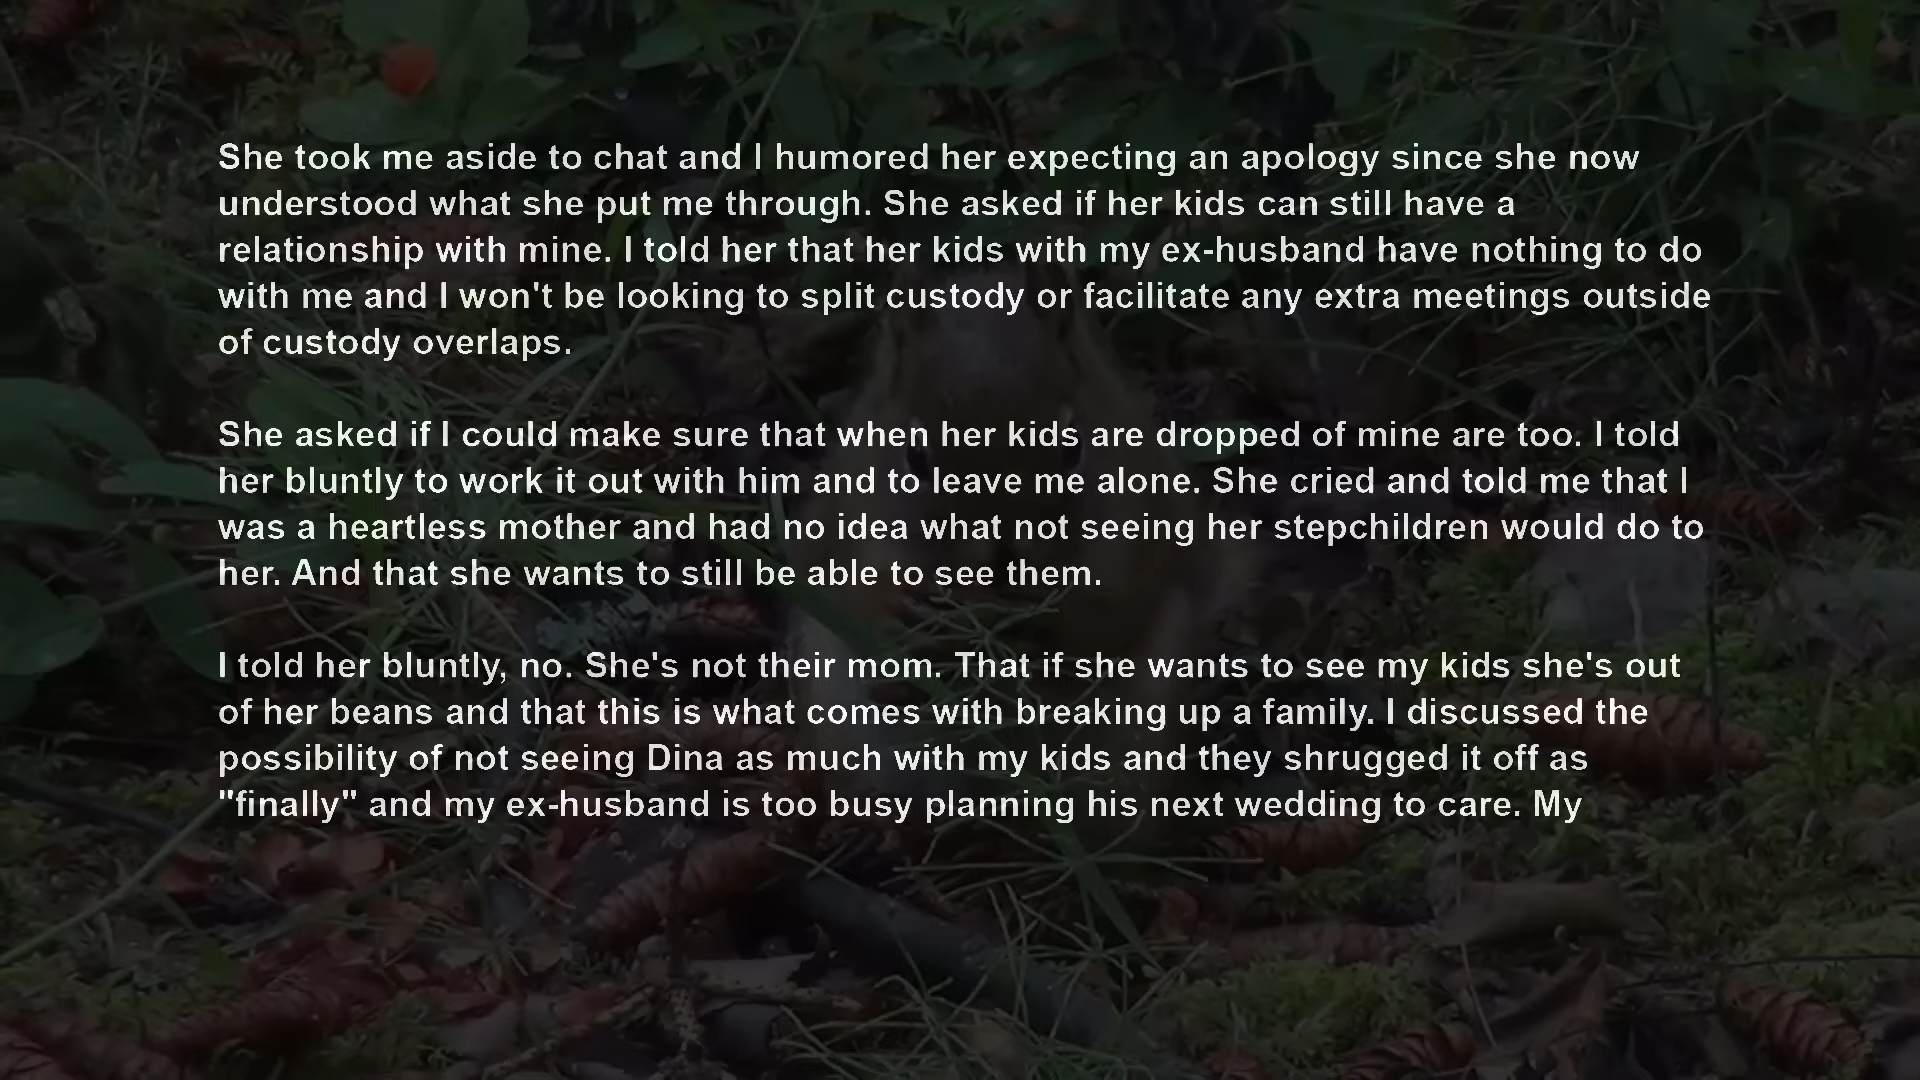 She took me aside to chat and I humored her expecting an apology since she now
understood what she put me through. She asked if her kids can still have a
relationship with mine. I told her that her kids with my ex-husband have nothing to do
with me and I won't be looking to split custody or facilitate any extra meetings outside
of custody overlaps.
She asked if I could make sure that when her kids are dropped of mine are too. I told
her bluntly to work it out with him and to leave me alone. She cried and told me that I
was a heartless mother and had no idea what not seeing her stepchildren would do to
her. And that she wants to still be able to see them.
I told her bluntly, no. She's not their mom. That if she wants to see my kids she's out
of her beans and that this is what comes with breaking up a family. I discussed the
possibility of not seeing Dina as much with my kids and they shrugged it off as
"finally" and my ex-husband is too busy planning his next wedding to care. My